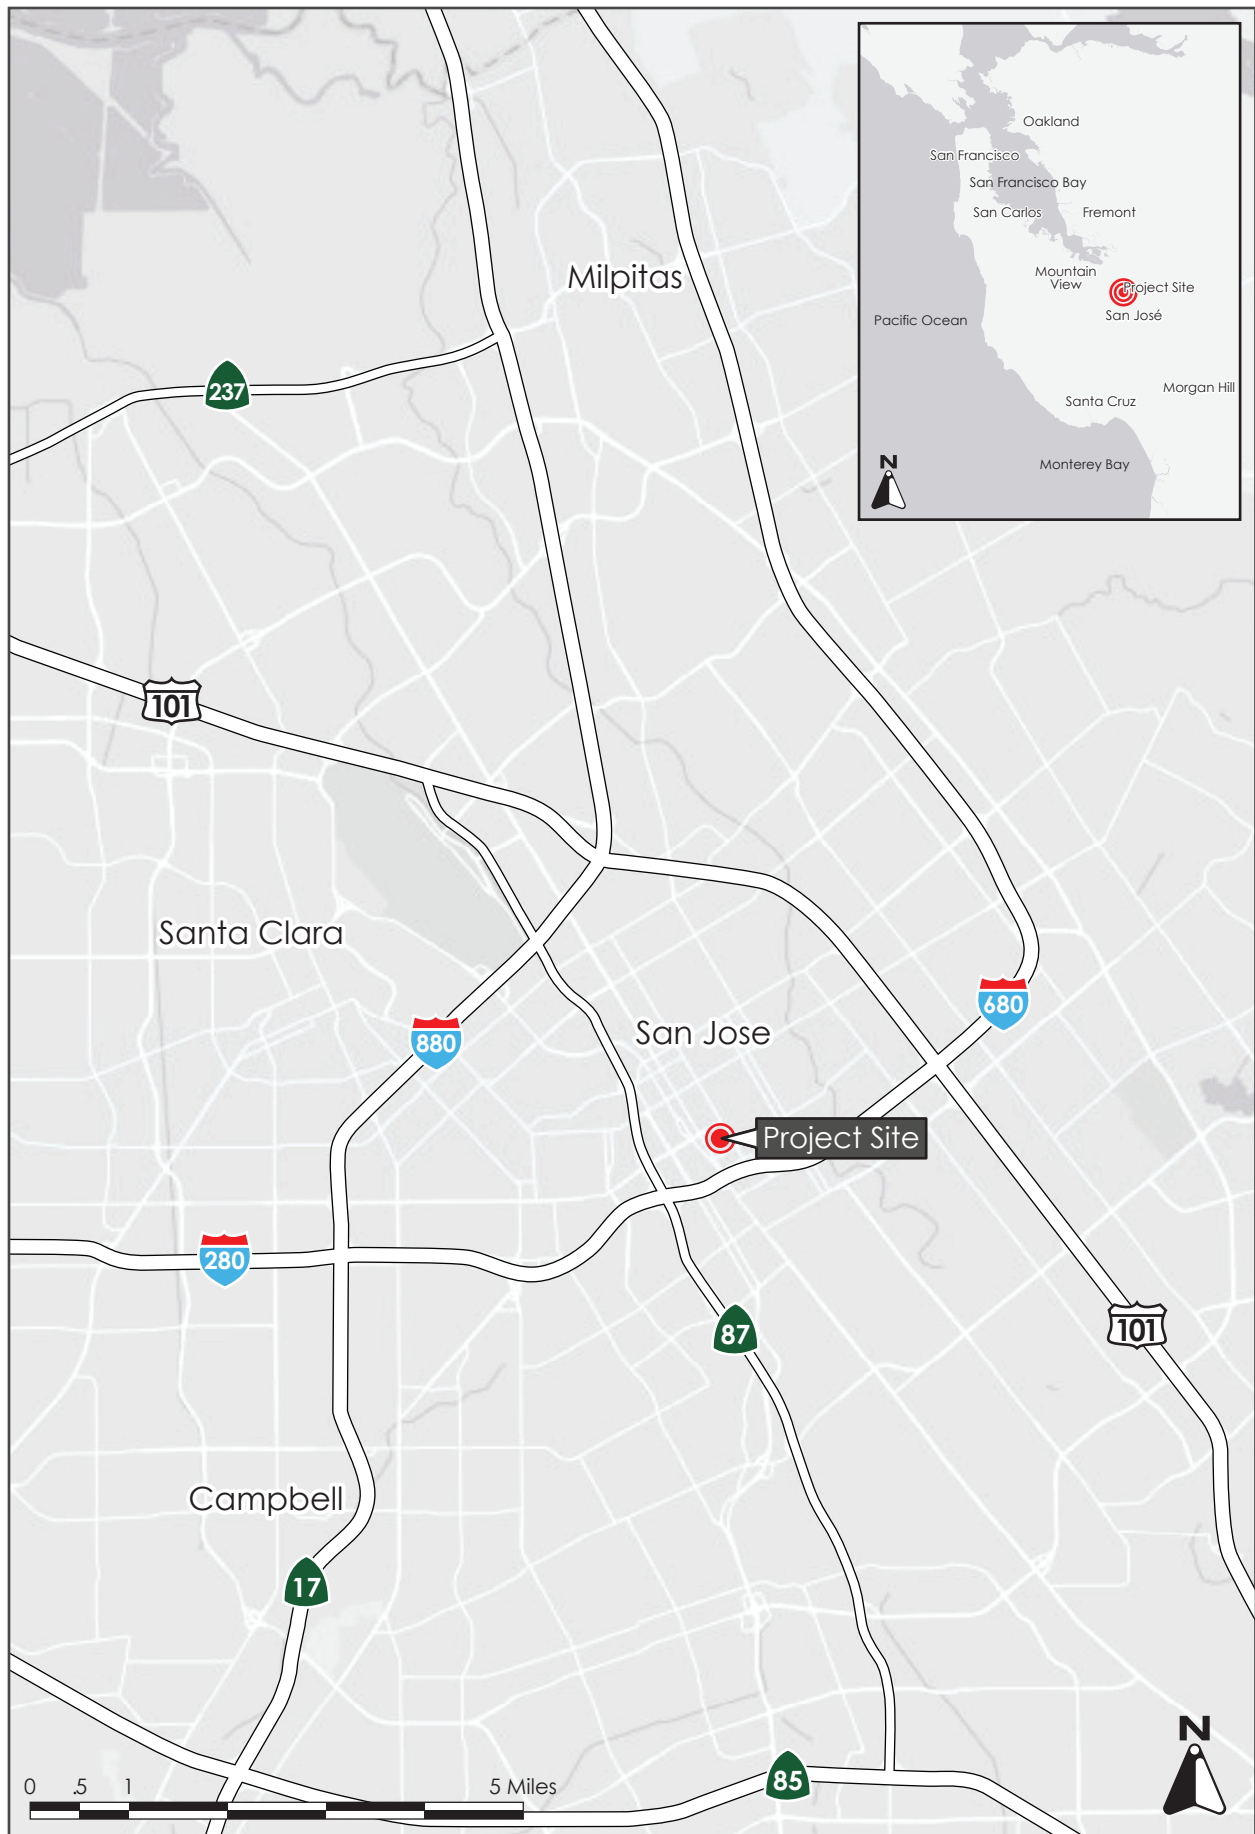 Oakland
San Francisco
San Francisco Bay
San Carlos
Fremont
Mountain
View
Project Site
San José
Pacific Ocean
Morgan Hill
Santa Cruz
Monterey Bay
N
Milpitas
237
101
Santa Clara
880
680
San Jose
Project Site
280
87
101
Campbell
17
85
0 .5 1 5 Miles
N